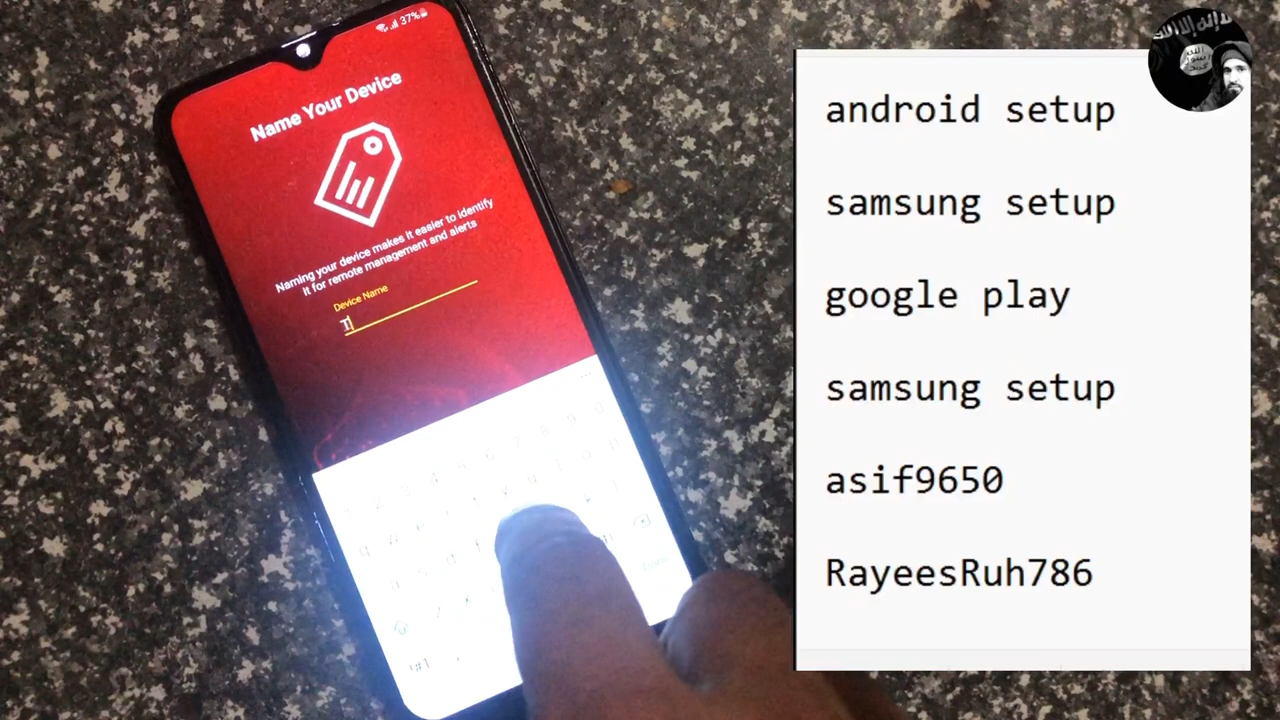 37%
Name Your Device
Naming your device makes it easier to identify
it for remote management and alerts
Device Name
T
android setup
samsung setup
google play
samsung setup
asif9650
RayeesRuh786